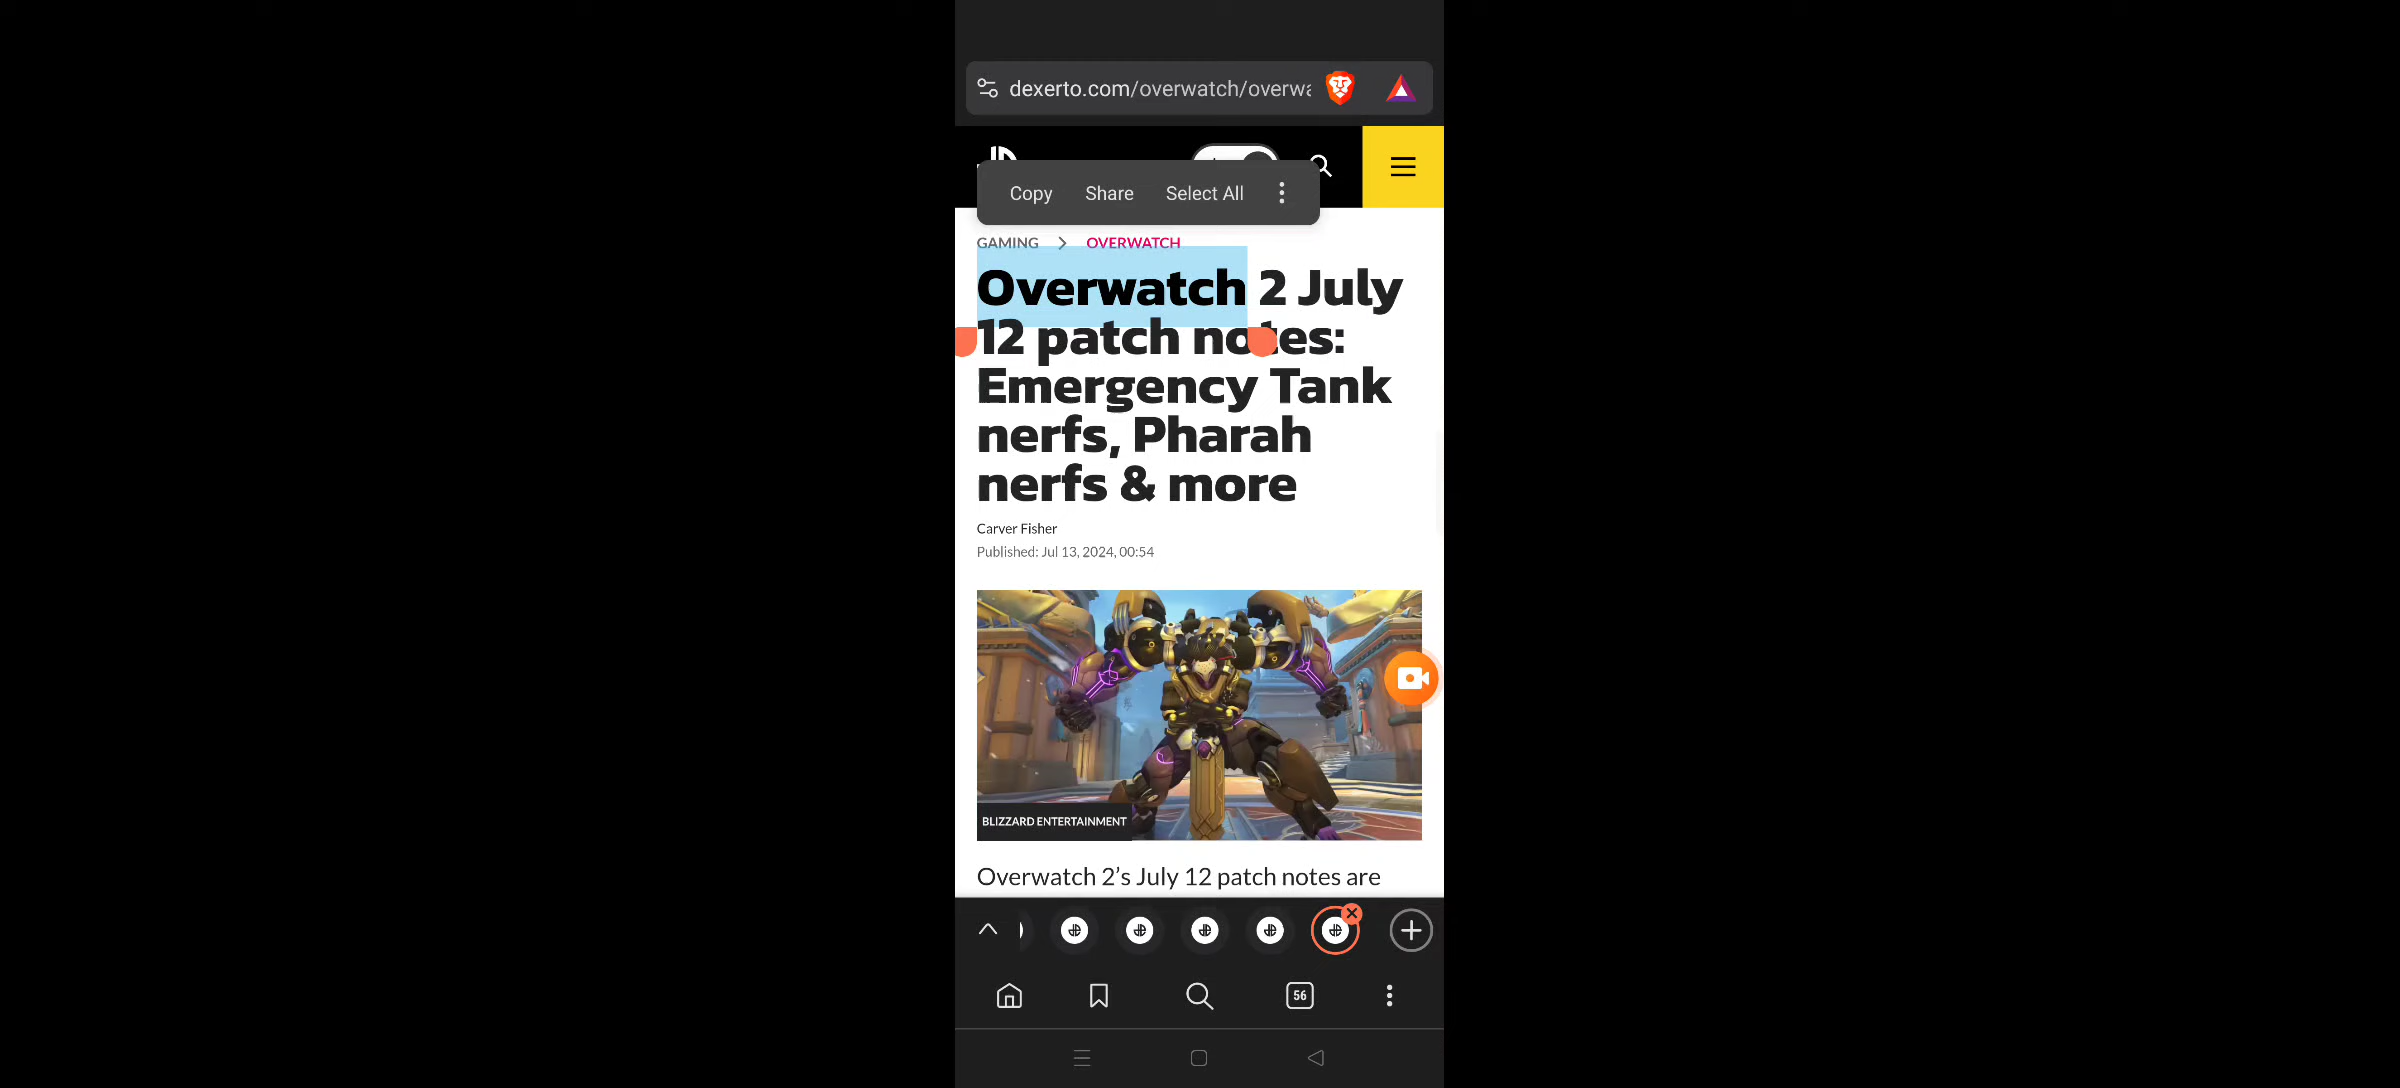 dexerto.com/overwatch/overwa
Copy Share Select All
GAMING > OVERWATCH
Overwatch 2 July
12 patch notes:
Emergency Tank
nerfs, Pharah
nerfs & more
Carver Fisher
Published: Jul 13, 2024, 00:54
BLIZZARD ENTERTAINMENT
Overwatch 2’s July 12 patch notes are
56